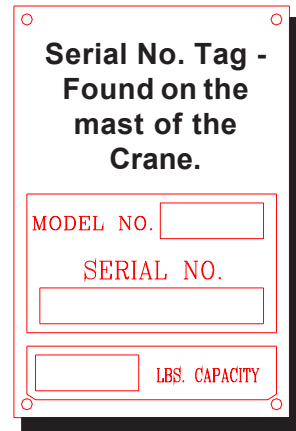 Serial No. Tag -
Found on the
mast of the
Crane.
MODEL NO.
SERIAL NO.
LBS. CAPACITY